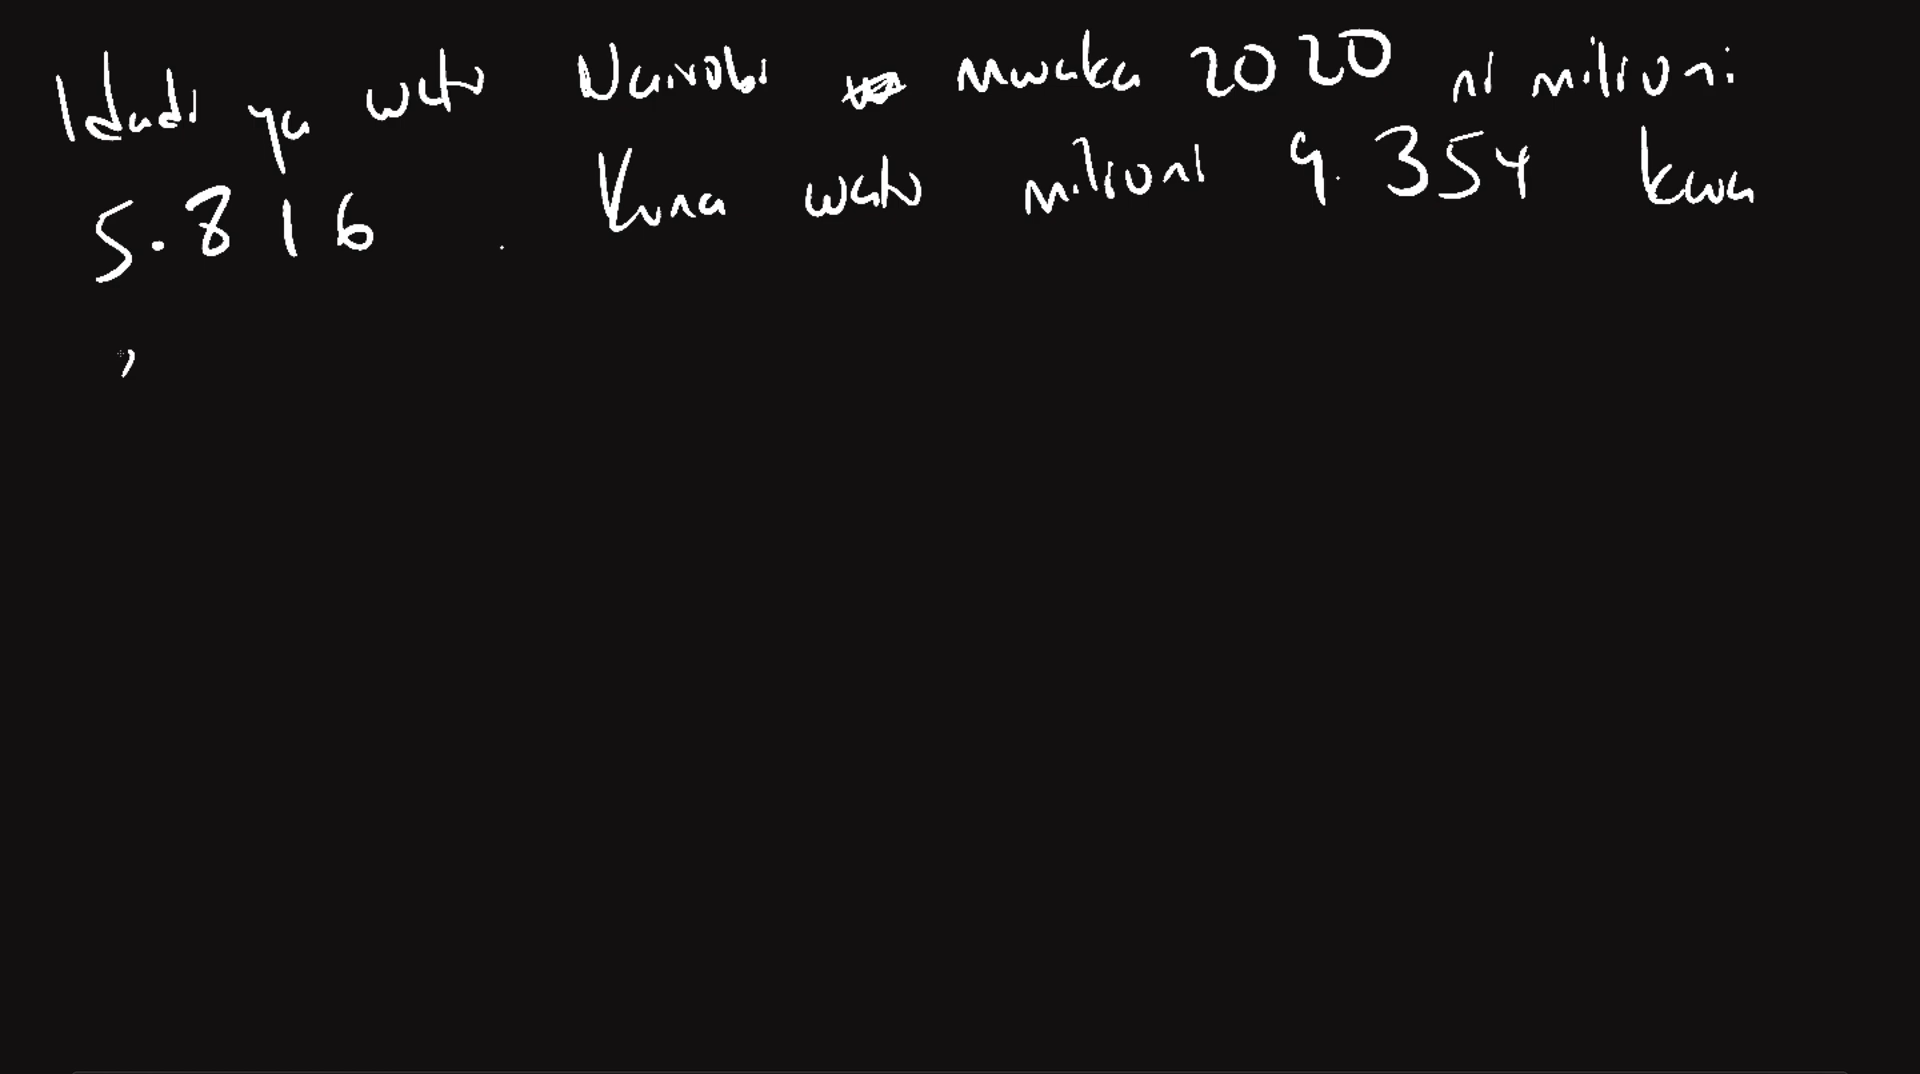 Idadi ya watu Nairobi mwaka 2020 ni milioni
5.816 . Kuna watu milioni 9.354 kwa
,